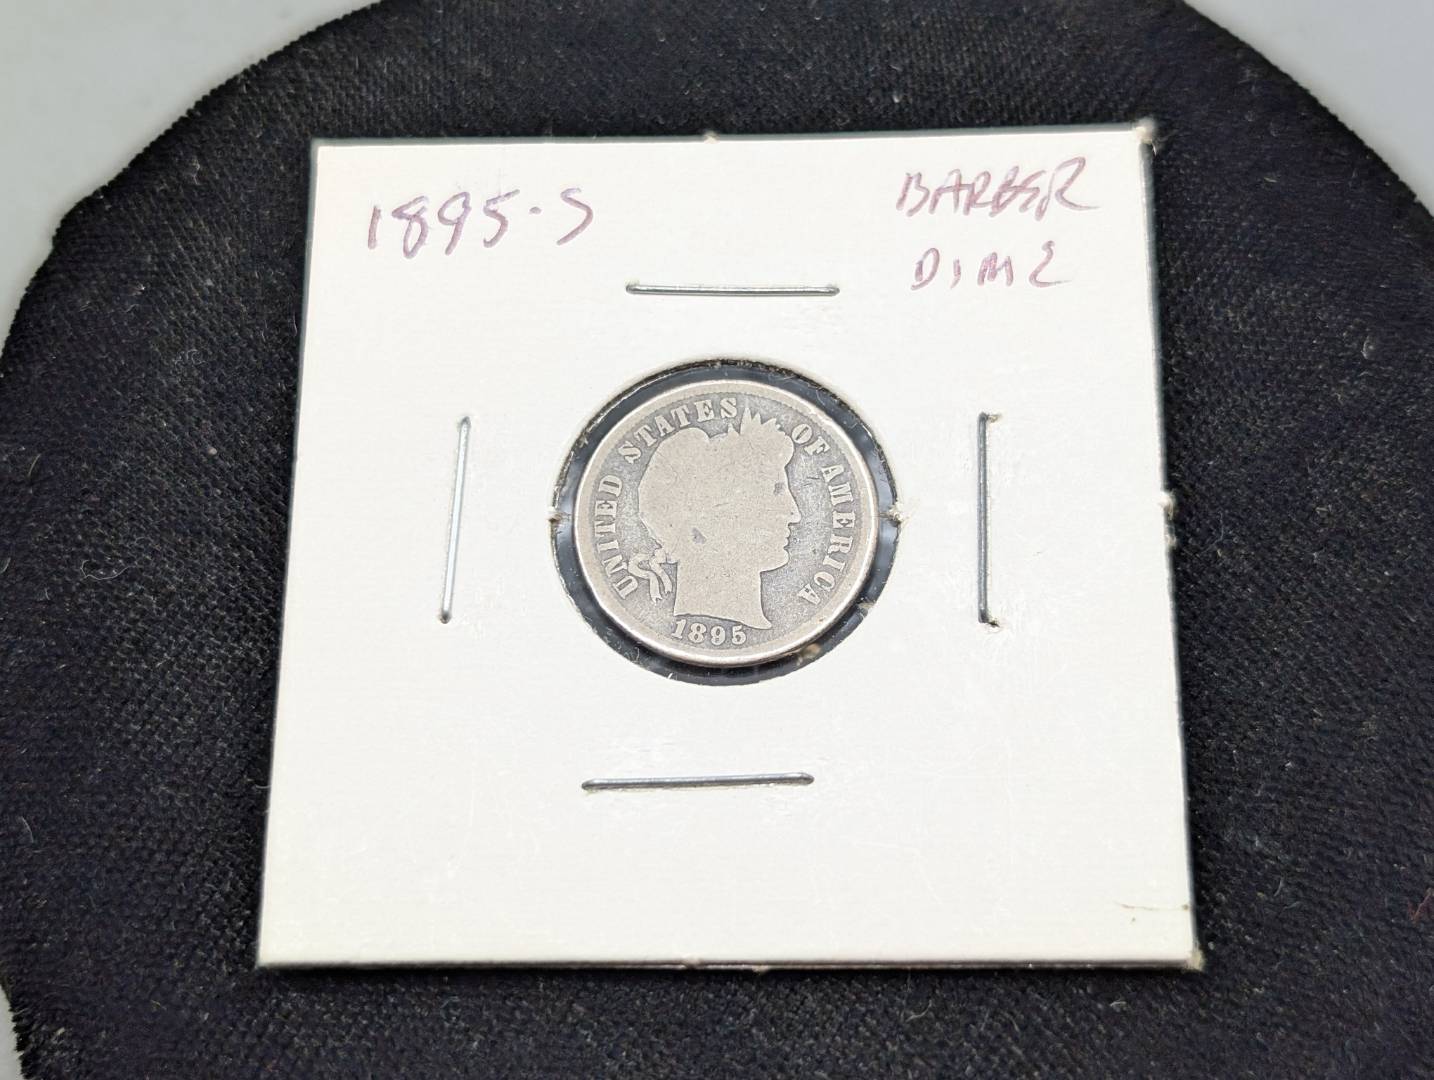 1895-S
BARBER
DIME
UNITED STATES OF AMERICA
1895